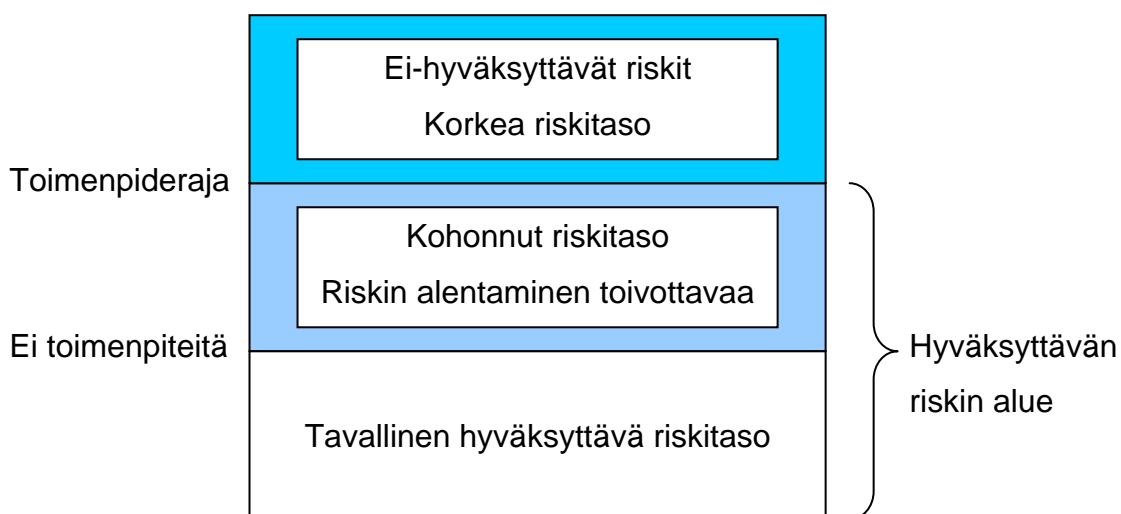 Ei-hyväksyttävät riskit
Korkea riskitaso
Toimenpideraja
Kohonnut riskitaso
Riskin alentaminen toivottavaa
Ei toimenpiteitä
Hyväksyttävän
riskin alue
Tavallinen hyväksyttävä riskitaso